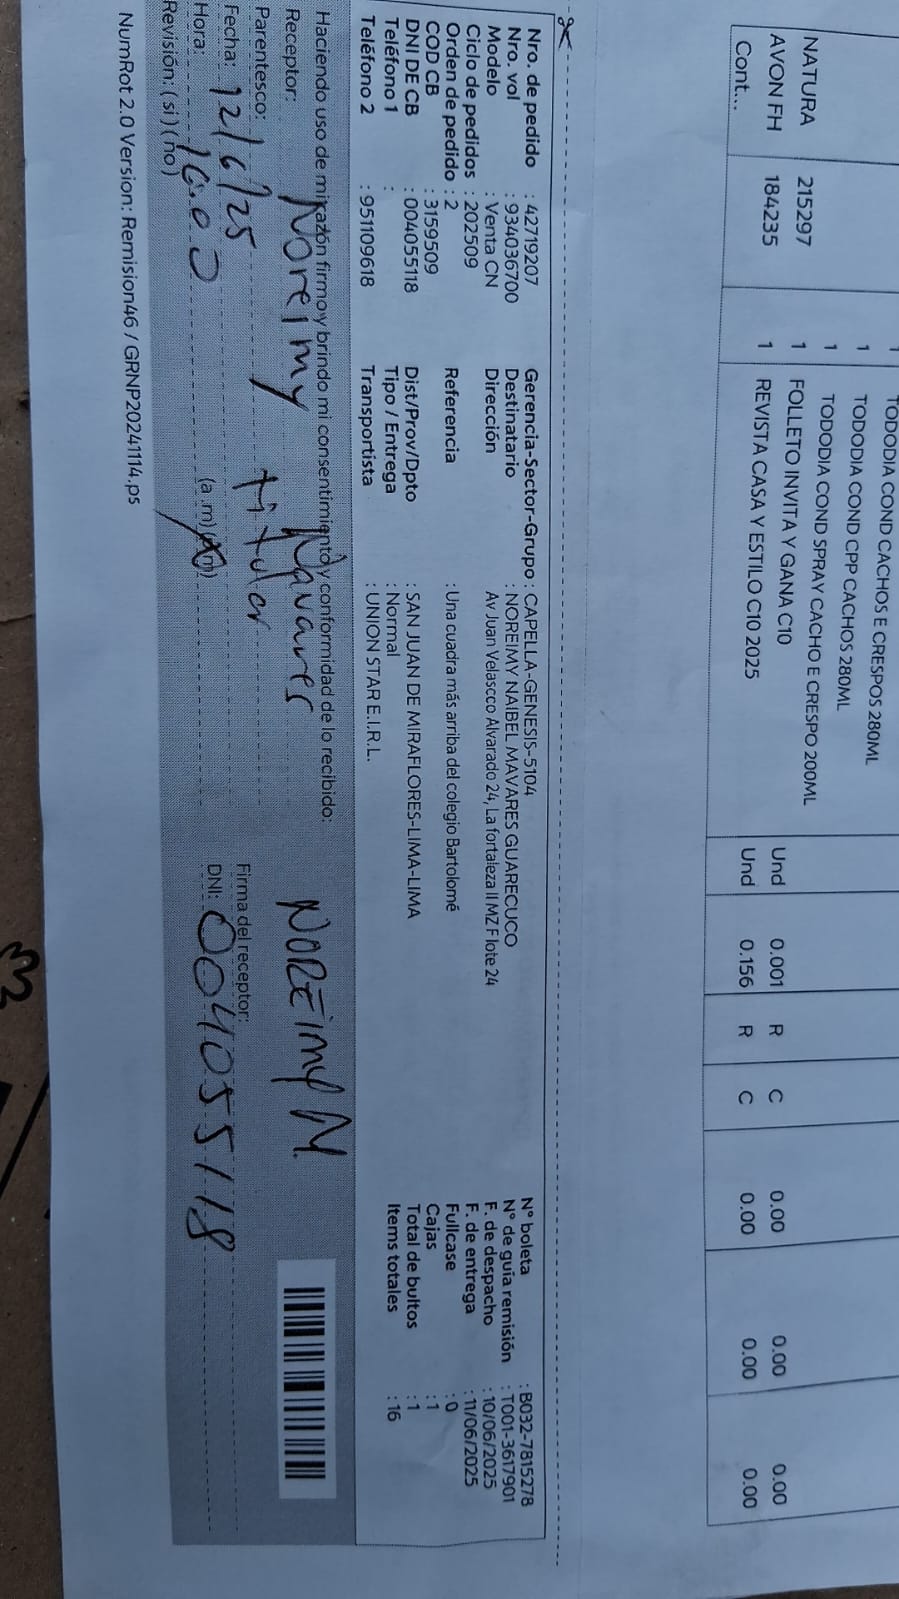 TODODIA COND CACHOS E CRESPOS 280ML
1 TODODIA COND CPP CACHOS 280ML
1 TODODIA COND SPRAY CACHO E CRESPO 200ML
NATURA 215297 1 FOLLETO INVITA Y GANA C10 Und 0.001 R C 0.00 0.00 0.00
AVON FH 184235 1 REVISTA CASA Y ESTILO C10 2025 Und 0.156 R C 0.00 0.00 0.00
Cont...
Nro. de pedido : 42719207 Gerencia-Sector-Grupo : CAPELLA-GENESIS-5104 N° boleta : B032-7815278
Nro. vol : 934036700 Destinatario : NOREIMY NAIBEL MAVARES GUARECUCO N° de guía remisión : T001-3617901
Modelo : Venta CN Dirección Av Juan Velascco Alvarado 24, La fortaleza II MZ F lote 24 F. de despacho : 10/06/2025
Ciclo de pedidos : 202509 F. de entrega : 11/06/2025
Orden de pedido : 2 Referencia : Una cuadra más arriba del colegio Bartolomé Fullcase : 0
COD CB : 3159509 Cajas : 1
DNI DE CB : 004055118 Dist/Prov/Dpto : SAN JUAN DE MIRAFLORES-LIMA-LIMA Total de bultos : 1
Teléfono 1 : Tipo / Entrega : Normal Items totales : 16
Teléfono 2 : 951109618 Transportista : UNION STAR E.I.R.L.
Haciendo uso de mi razón firmo y brindo mi consentimiento y conformidad de lo recibido:
Receptor: Noreimy Mavares NOREIMY M.
Parentesco: titular Firma del receptor:
Fecha: 12/6/25 DNI: 004055118
Hora: 16:00 (a.m)
Revisión: ( si ) ( no )
NumRot 2.0 Version: Remision46 / GRNP20241114.ps